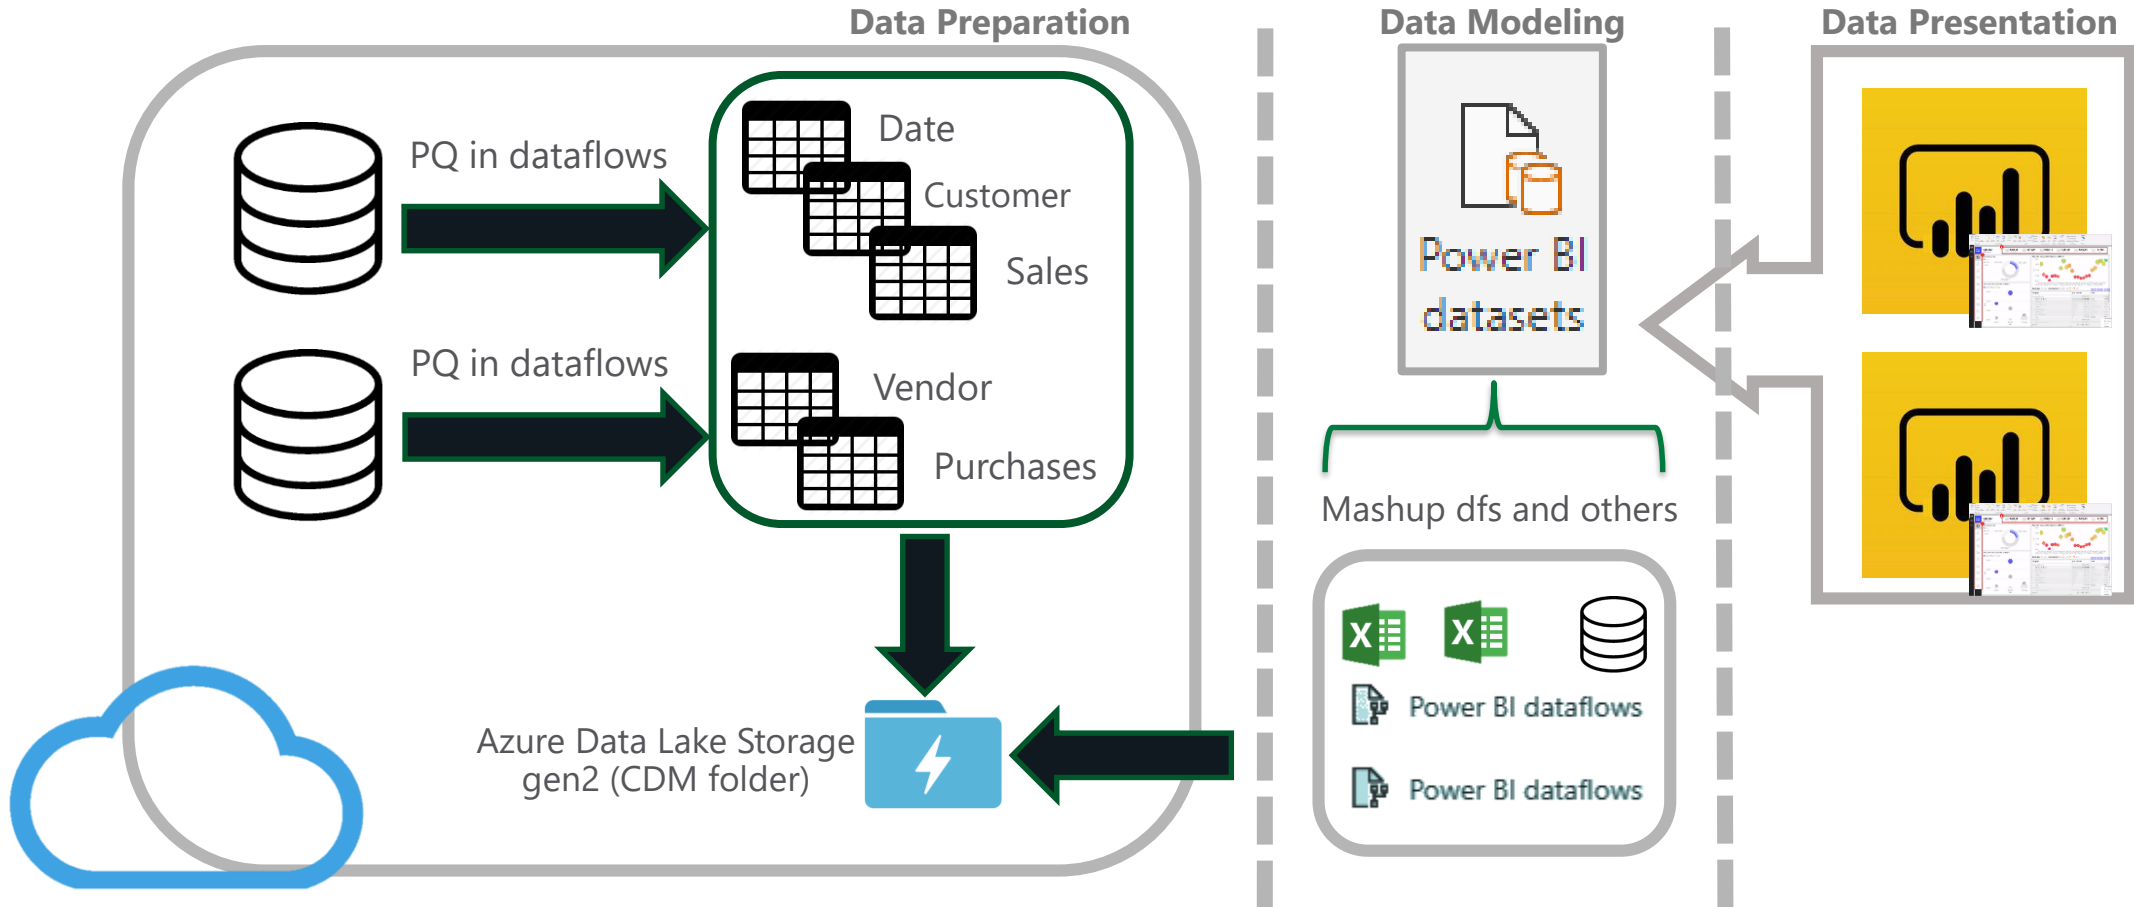 Data Preparation
Data Modeling
Data Presentation
PQ in dataflows
Date
Customer
Sales
PQ in dataflows
Vendor
Purchases
Azure Data Lake Storage
gen2 (CDM folder)
Power BI
datasets
Mashup dfs and others
X
X
Power BI dataflows
Power BI dataflows